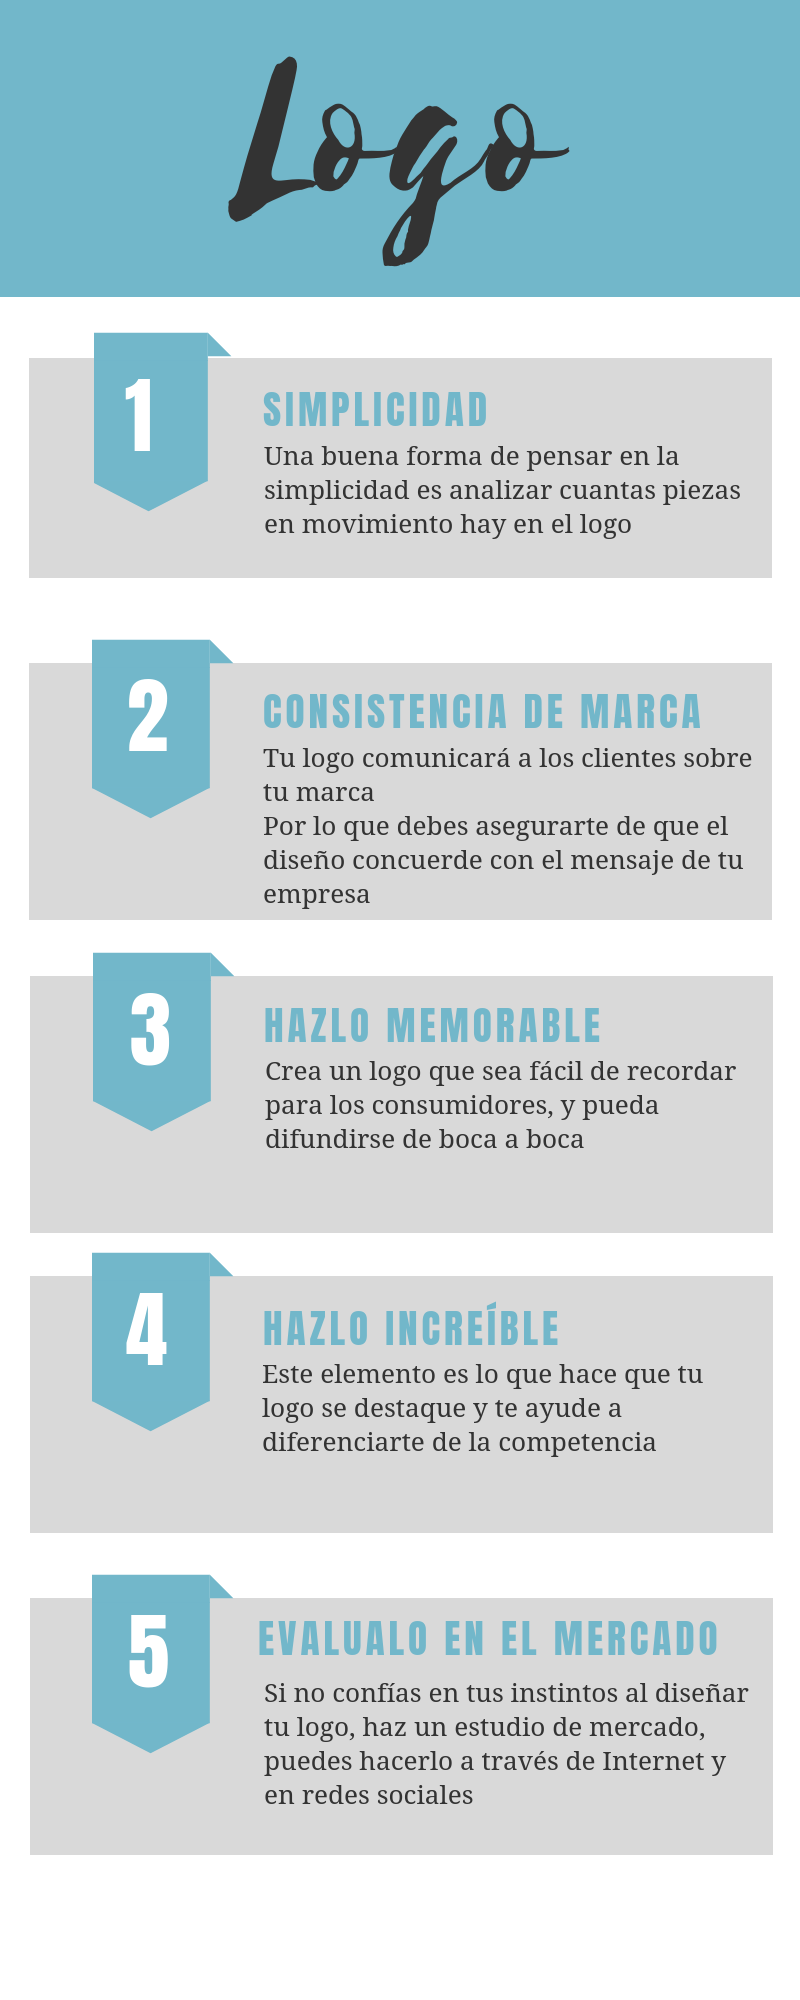 Logo
1
SIMPLICIDAD
Una buena forma de pensar en la
simplicidad es analizar cuantas piezas
en movimiento hay en el logo
2
CONSISTENCIA DE MARCA
Tu logo comunicará a los clientes sobre
tu marca
Por lo que debes asegurarte de que el
diseño concuerde con el mensaje de tu
empresa
3
HAZLO MEMORABLE
Crea un logo que sea fácil de recordar
para los consumidores, y pueda
difundirse de boca a boca
4
HAZLO INCREÍBLE
Este elemento es lo que hace que tu
logo se destaque y te ayude a
diferenciarte de la competencia
5
EVALUALO EN EL MERCADO
Si no confías en tus instintos al diseñar
tu logo, haz un estudio de mercado,
puedes hacerlo a través de Internet y
en redes sociales